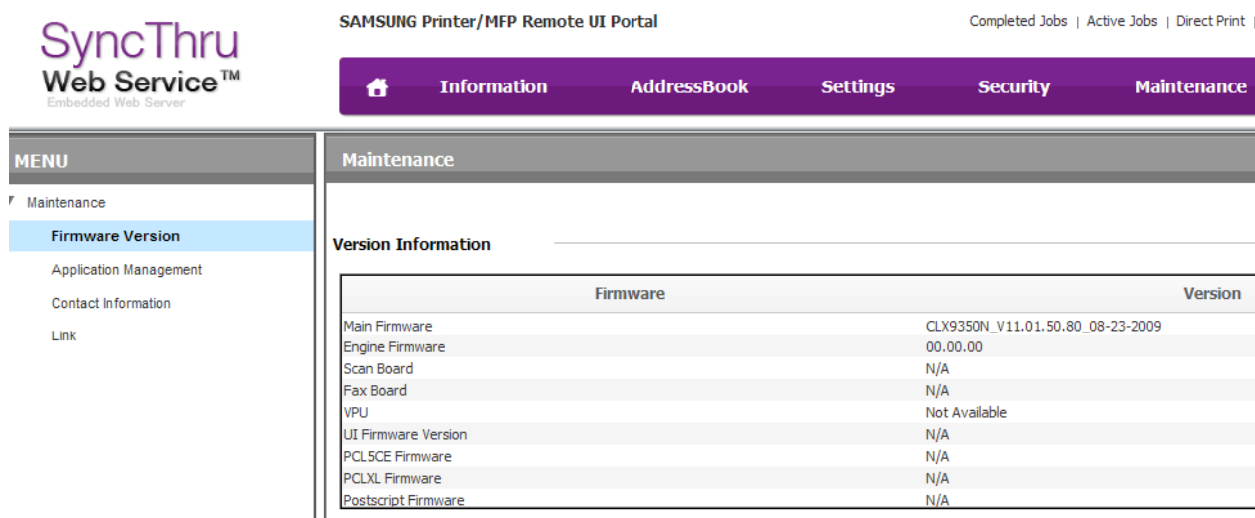 SyncThru
Web Service™
Embedded Web Server
SAMSUNG Printer/MFP Remote UI Portal
Completed Jobs | Active Jobs | Direct Print |
Information AddressBook Settings Security Maintenance
MENU
Maintenance
Firmware Version
Application Management
Contact Information
Link
Maintenance
Version Information
Firmware Version
Main Firmware CLX9350N_V11.01.50.80_08-23-2009
Engine Firmware 00.00.00
Scan Board N/A
Fax Board N/A
VPU Not Available
UI Firmware Version N/A
PCL5CE Firmware N/A
PCLXL Firmware N/A
Postscript Firmware N/A